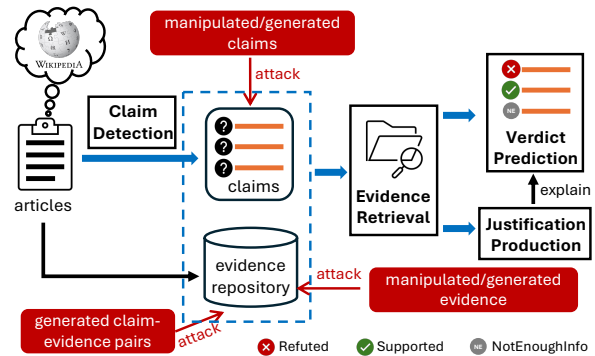 manipulated/generated
claims
WIKIPEDIA
attack
Claim
Detection
?
?
?
claims
articles
Evidence
Retrieval
NE
Verdict
Prediction
explain
Justification
Production
evidence
repository
attack
manipulated/generated
evidence
generated claim-
evidence pairs
attack
Refuted
Supported
NE NotEnoughInfo